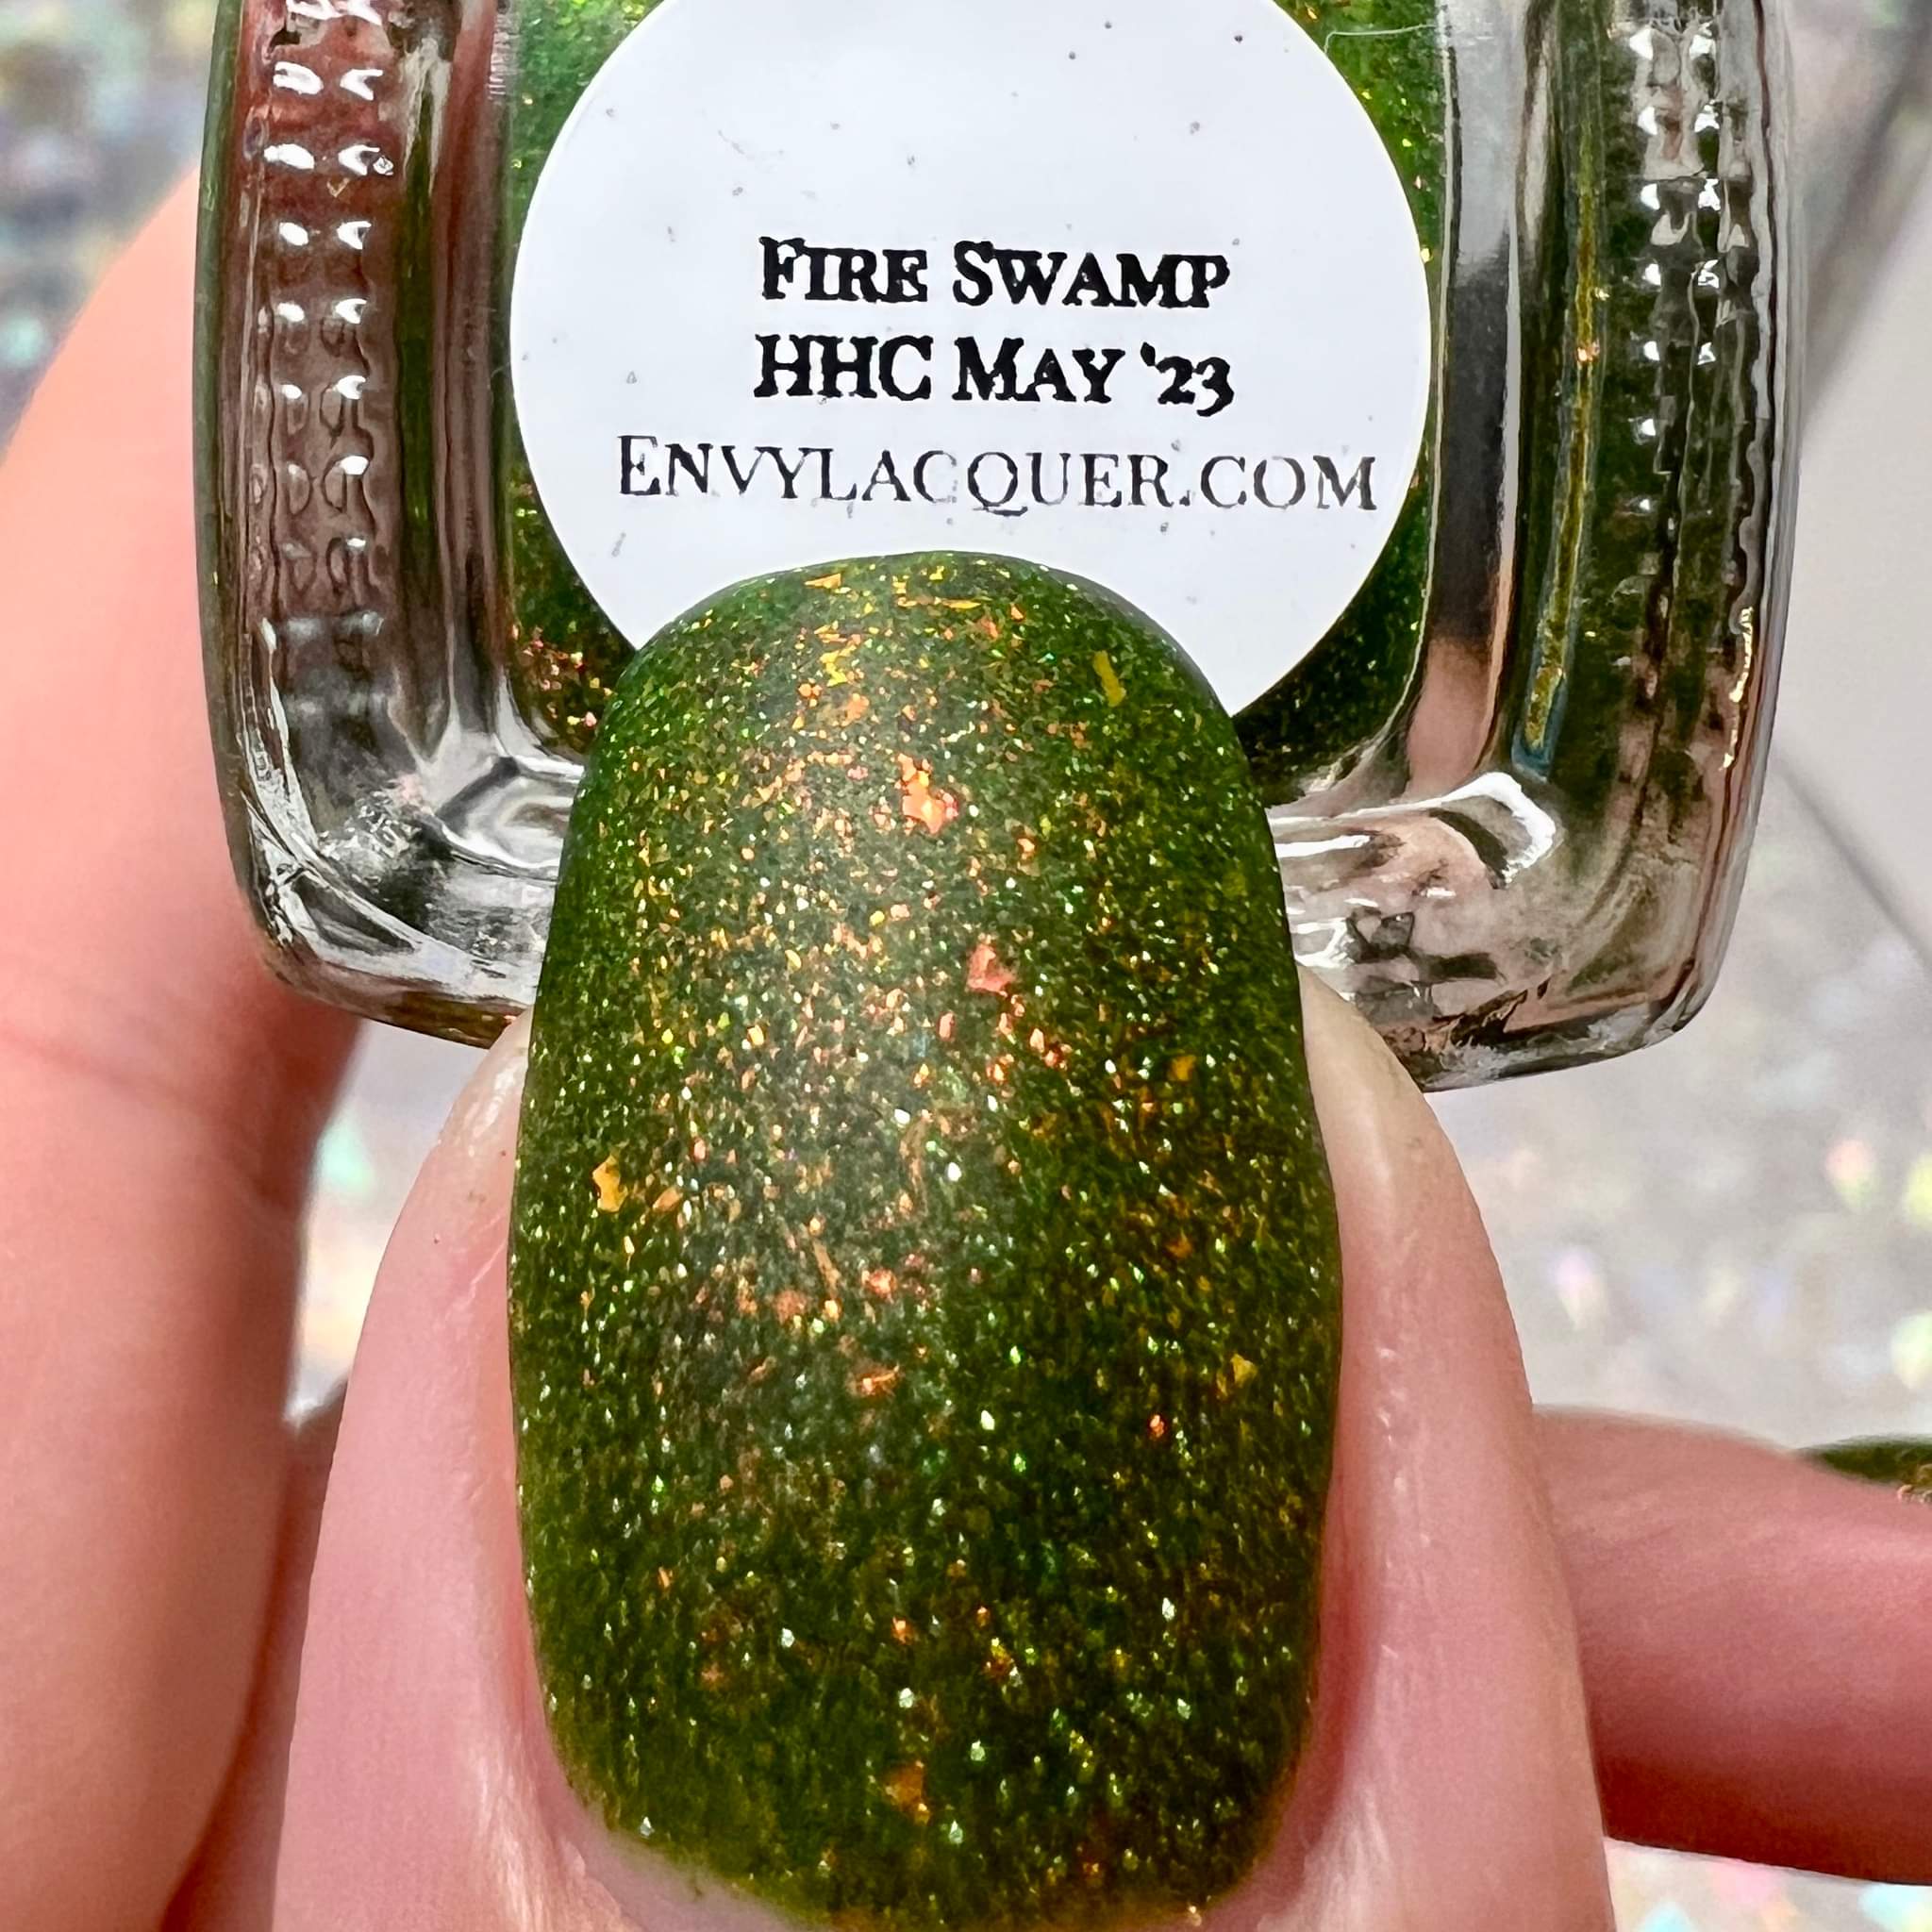 Fire Swamp
HHC May '23
Envylacquer.com